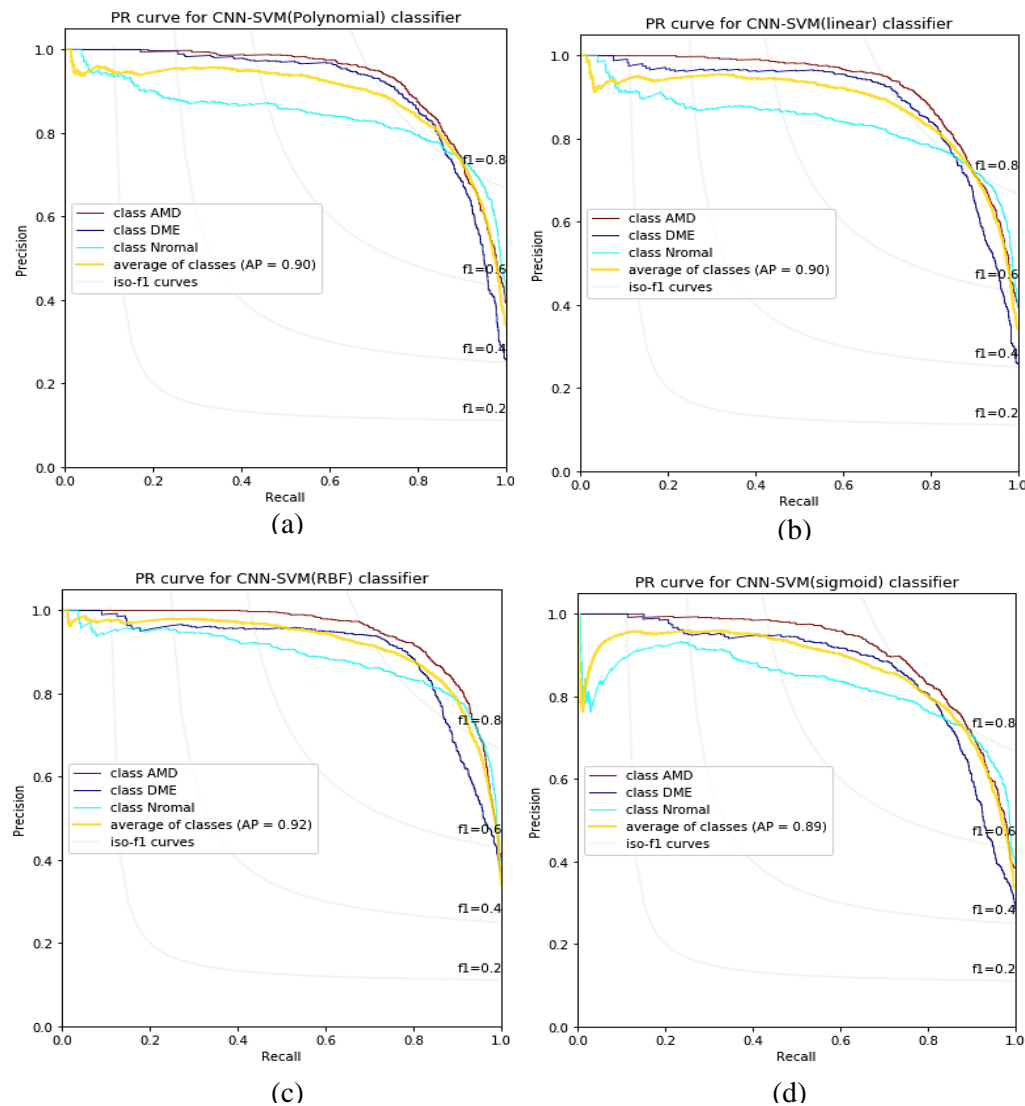 PR curve for CNN-SVM(Polynomial) classifier
1.0
0.8
0.6
0.4
0.2
0.0
Precision
f1=0.8
f1=0.6
f1=0.4
f1=0.2
class AMD
class DME
class Nromal
average of classes (AP = 0.90)
iso-f1 curves
0.0 0.2 0.4 0.6 0.8 1.0
Recall
(a)
PR curve for CNN-SVM(linear) classifier
1.0
0.8
0.6
0.4
0.2
0.0
Precision
f1=0.8
f1=0.6
f1=0.4
f1=0.2
class AMD
class DME
class Nromal
average of classes (AP = 0.90)
iso-f1 curves
0.0 0.2 0.4 0.6 0.8 1.0
Recall
(b)
PR curve for CNN-SVM(RBF) classifier
1.0
0.8
0.6
0.4
0.2
0.0
Precision
f1=0.8
f1=0.6
f1=0.4
f1=0.2
class AMD
class DME
class Nromal
average of classes (AP = 0.92)
iso-f1 curves
0.0 0.2 0.4 0.6 0.8 1.0
Recall
(c)
PR curve for CNN-SVM(sigmoid) classifier
1.0
0.8
0.6
0.4
0.2
0.0
Precision
f1=0.8
f1=0.6
f1=0.4
f1=0.2
class AMD
class DME
class Nromal
average of classes (AP = 0.89)
iso-f1 curves
0.0 0.2 0.4 0.6 0.8 1.0
Recall
(d)